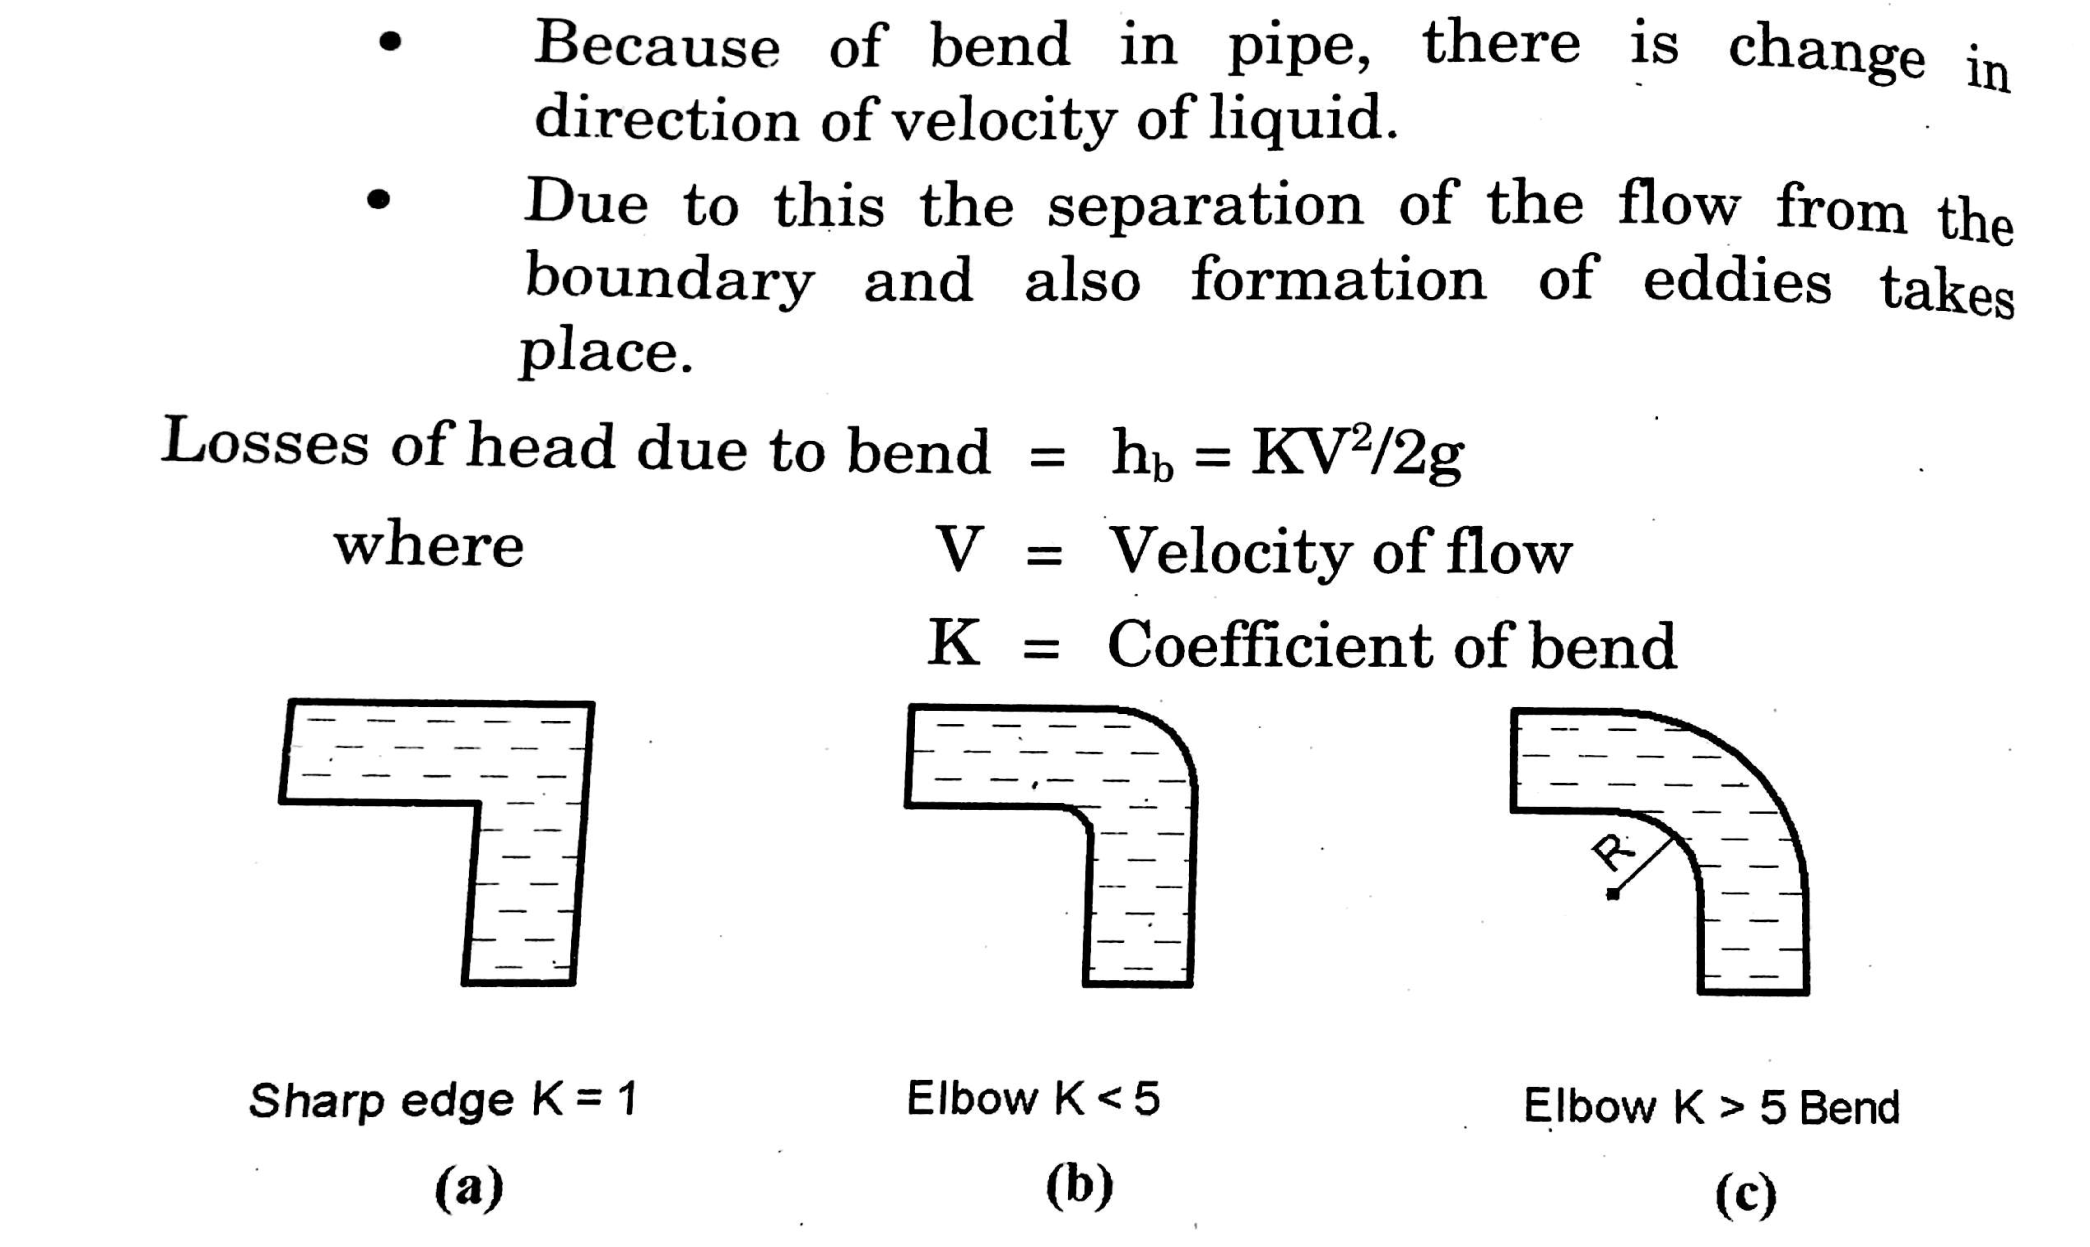 • Because of bend in pipe, there is change in
direction of velocity of liquid.
• Due to this the separation of the flow from the
boundary and also formation of eddies takes
place.
Losses of head due to bend = h_b = KV²/2g
where V = Velocity of flow
K = Coefficient of bend
R
Sharp edge K = 1
Elbow K < 5
Elbow K > 5 Bend
(a)
(b)
(c)